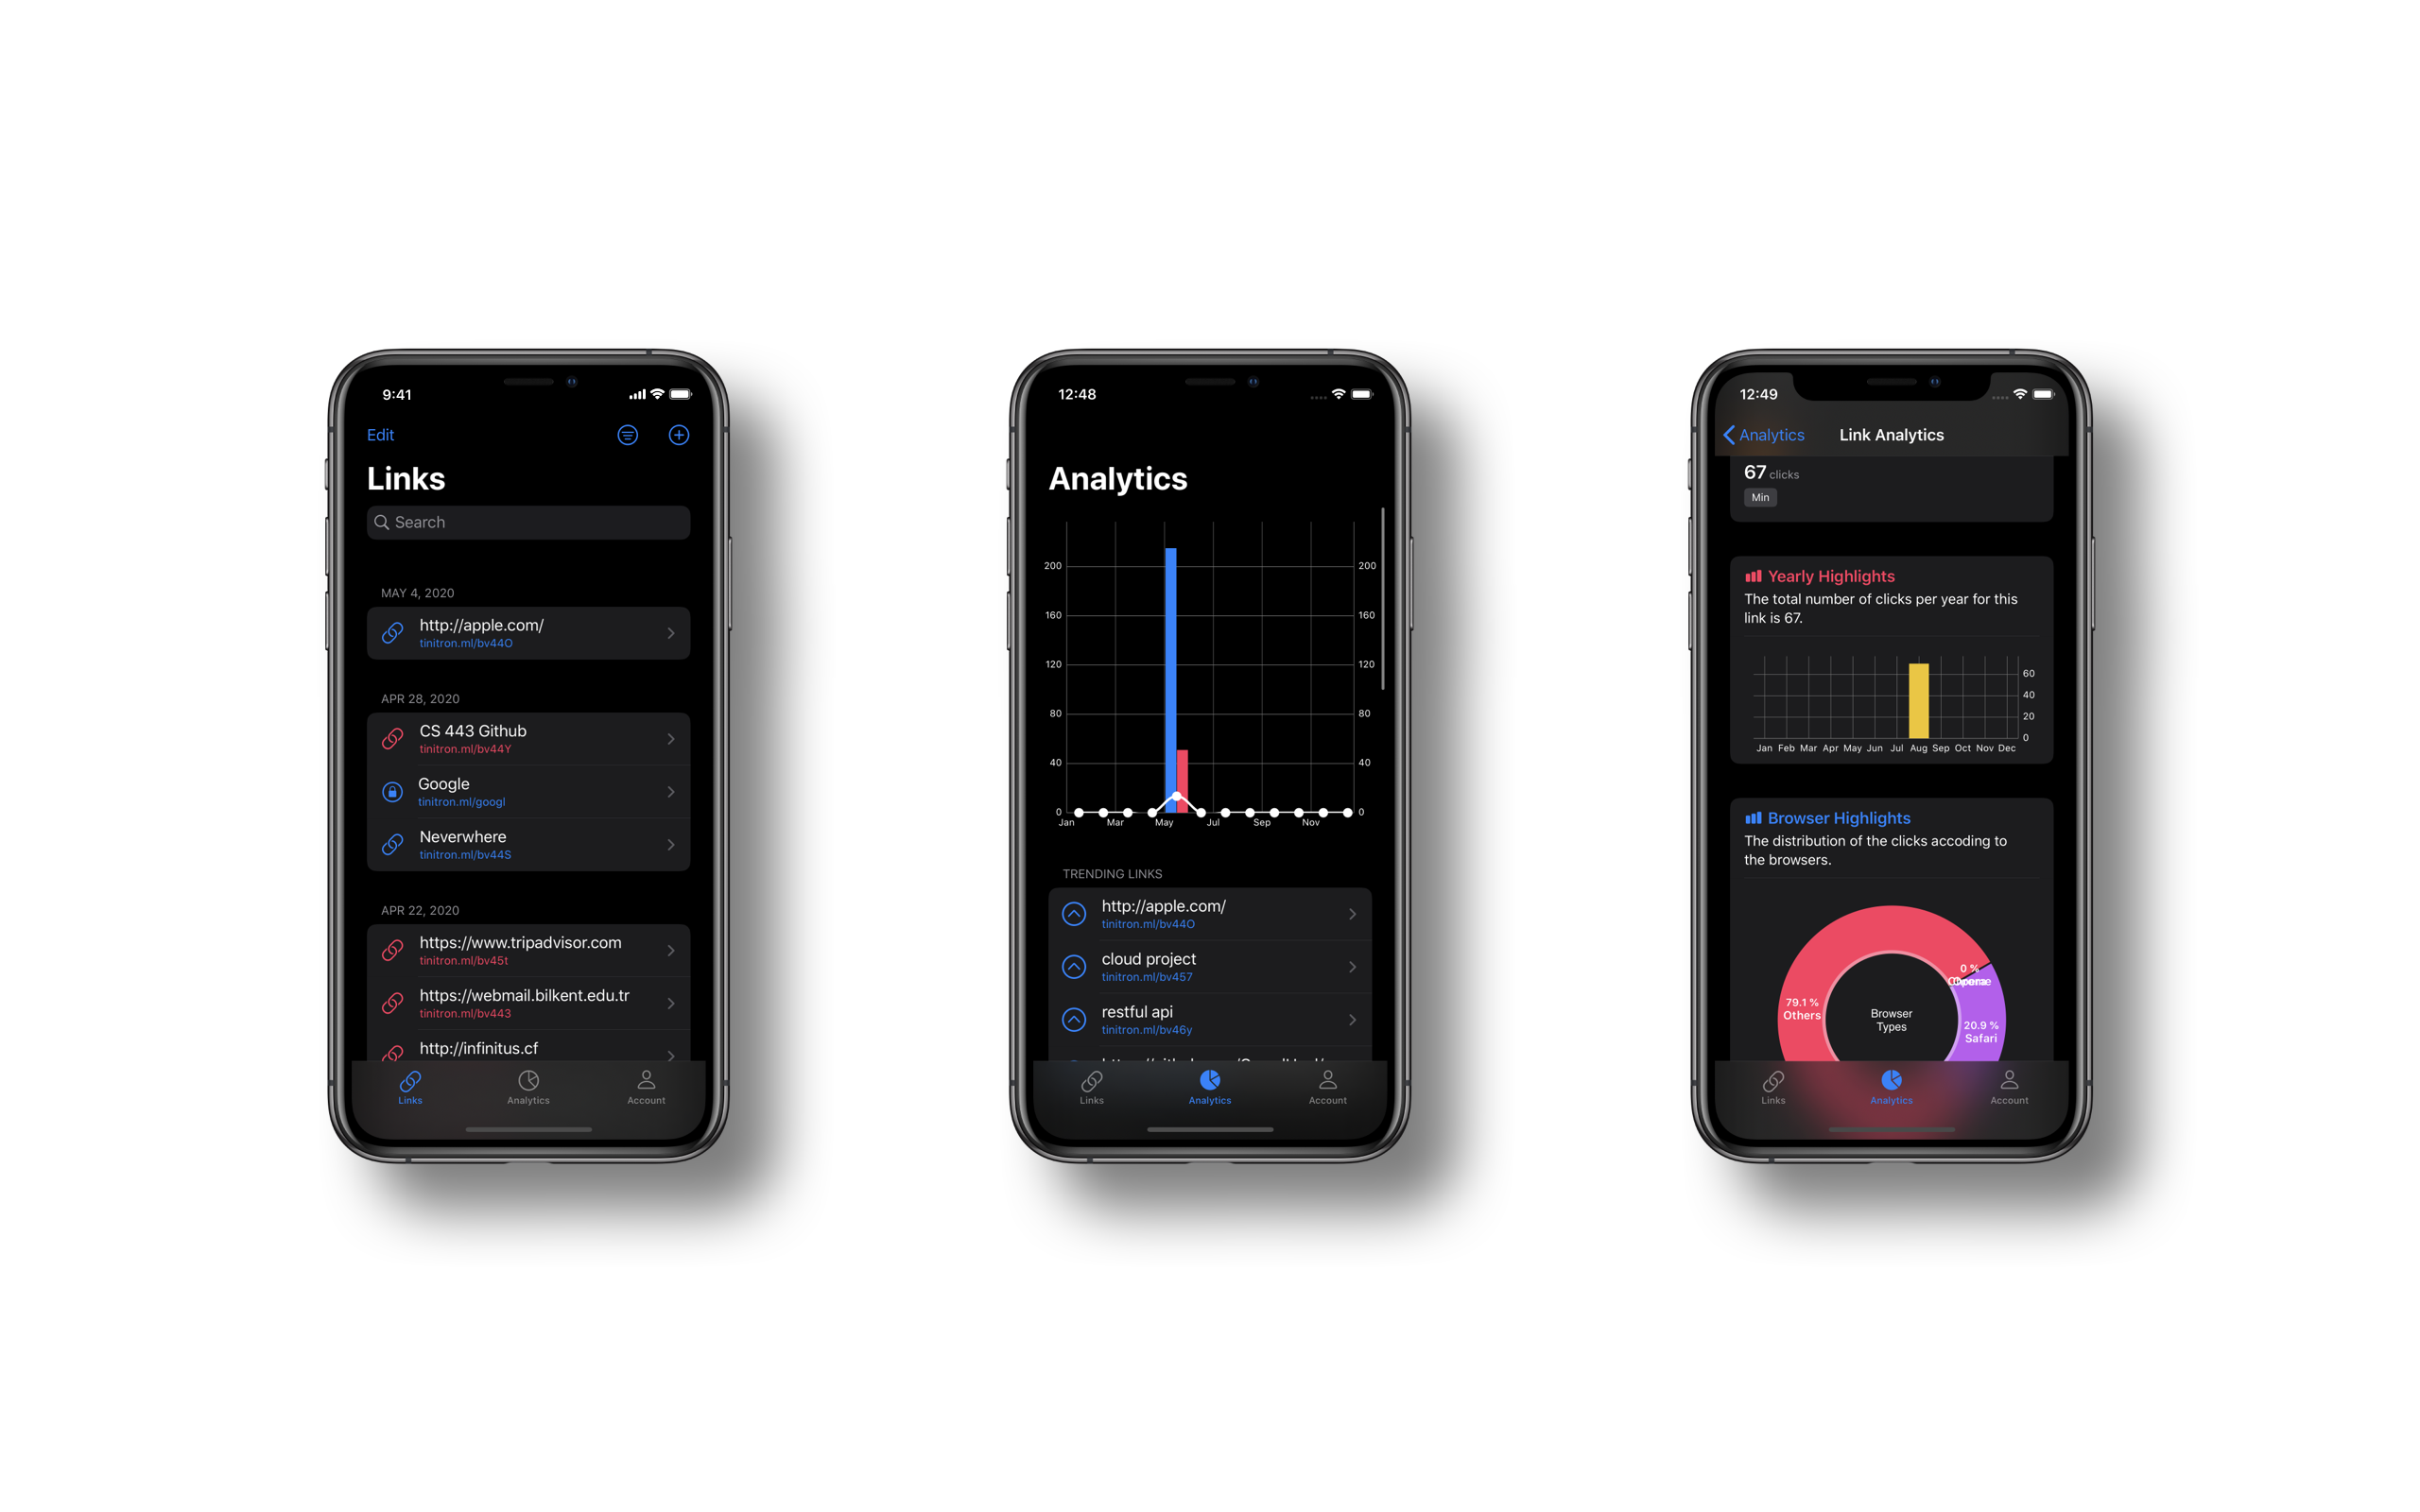 9:41
Edit
Links
Search
MAY 4, 2020
http://apple.com/
tinitron.ml/bv44O
APR 28, 2020
CS 443 Github
tinitron.ml/bv44Y
Google
tinitron.ml/googl
Neverwhere
tinitron.ml/bv44S
APR 22, 2020
https://www.tripadvisor.com
tinitron.ml/bv45t
https://webmail.bilkent.edu.tr
tinitron.ml/bv443
http://infinitus.cf
Links Analytics Account
12:48
Analytics
200 200
160 160
120 120
80 80
40 40
0 0
Jan Mar May Jul Sep Nov
TRENDING LINKS
http://apple.com/
tinitron.ml/bv44O
cloud project
tinitron.ml/bv457
restful api
tinitron.ml/bv46y
Links Analytics Account
12:49
Analytics Link Analytics
67 clicks
Min
Yearly Highlights
The total number of clicks per year for this
link is 67.
60
40
20
0
Jan Feb Mar Apr May Jun Jul Aug Sep Oct Nov Dec
Browser Highlights
The distribution of the clicks accoding to
the browsers.
0 %
79.1 %
Others
Browser
Types
20.9 %
Safari
Links Analytics Account